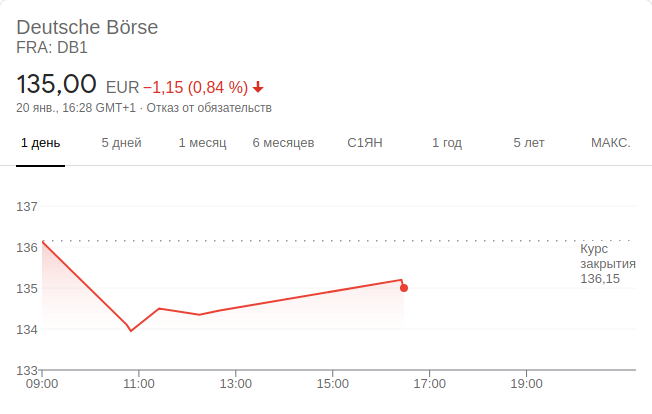 Deutsche Börse
FRA: DB1
135,00 EUR −1,15 (0,84 %)
20 янв., 16:28 GMT+1 · Отказ от обязательств
1 день 5 дней 1 месяц 6 месяцев С1ЯН 1 год 5 лет МАКС.
137
136
Курс
закрытия
136,15
135
134
133
09:00 11:00 13:00 15:00 17:00 19:00